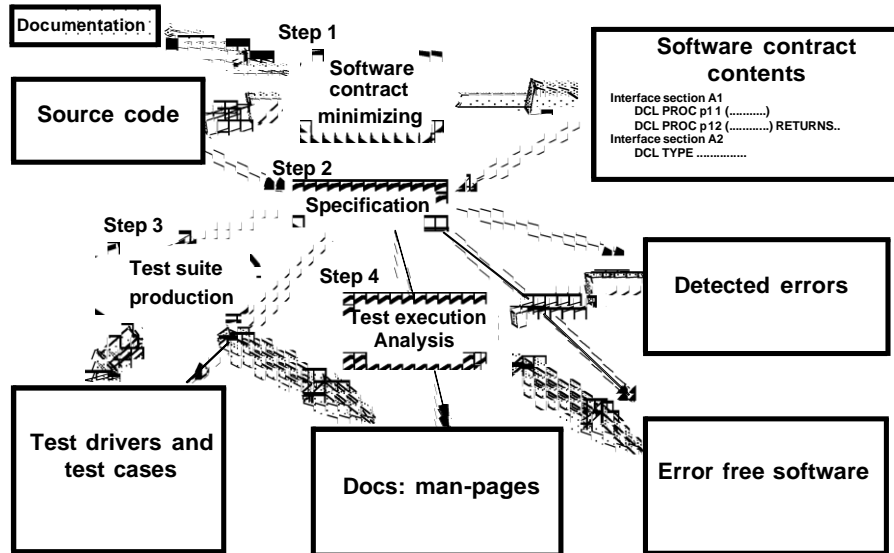 Documentation
Step 1
Software
contract
minimizing
Software contract
contents
Interface section A1
DCL PROC p11 (...........)
DCL PROC p12 (............) RETURNS..
Interface section A2
DCL TYPE ...............
Source code
Step 2
Specification
Step 3
Test suite
production
Step 4
Test execution
Analysis
Detected errors
Test drivers and
test cases
Docs: man-pages
Error free software